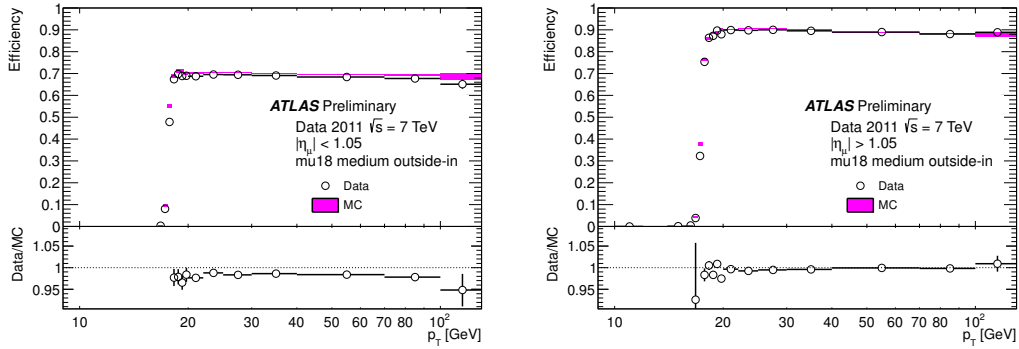 Efficiency
0.9
0.8
0.7
0.6
0.5
0.4
0.3
0.2
0.1
0
ATLAS Preliminary
Data 2011 √s = 7 TeV
|η_μ| < 1.05
mu18 medium outside-in
Data
MC
Data/MC
1.05
1
0.95
10 20 30 40 50 60 70 80 10²
p_T [GeV]
Efficiency
1
0.9
0.8
0.7
0.6
0.5
0.4
0.3
0.2
0.1
0
ATLAS Preliminary
Data 2011 √s = 7 TeV
|η_μ| > 1.05
mu18 medium outside-in
Data
MC
Data/MC
1.05
1
0.95
10 20 30 40 50 60 70 80 10²
p_T [GeV]